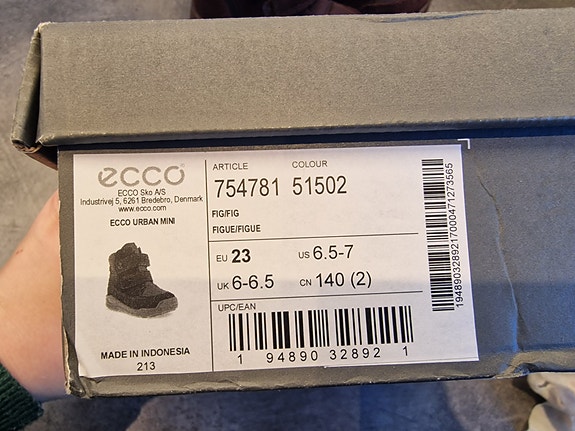 ecco
ECCO Sko A/S
Industrivej 5, 6261 Bredebro, Denmark
www.ecco.com
ECCO URBAN MINI
MADE IN INDONESIA
213
ARTICLE COLOUR
754781 51502
FIG/FIG
FIGUE/FIGUE
EU 23 US 6.5-7
UK 6-6.5 CN 140 (2)
UPC/EAN
1 94890 32892 1
194890328921700047127356​5